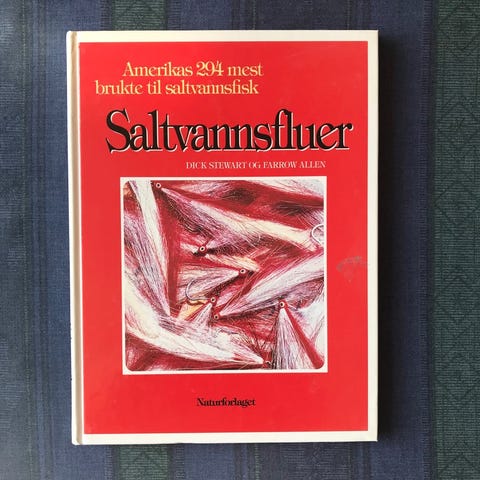 Amerikas 294 mest
brukte til saltvannsfisk
Saltvannsfluer
DICK STEWART OG FARROW ALLEN
Naturforlaget